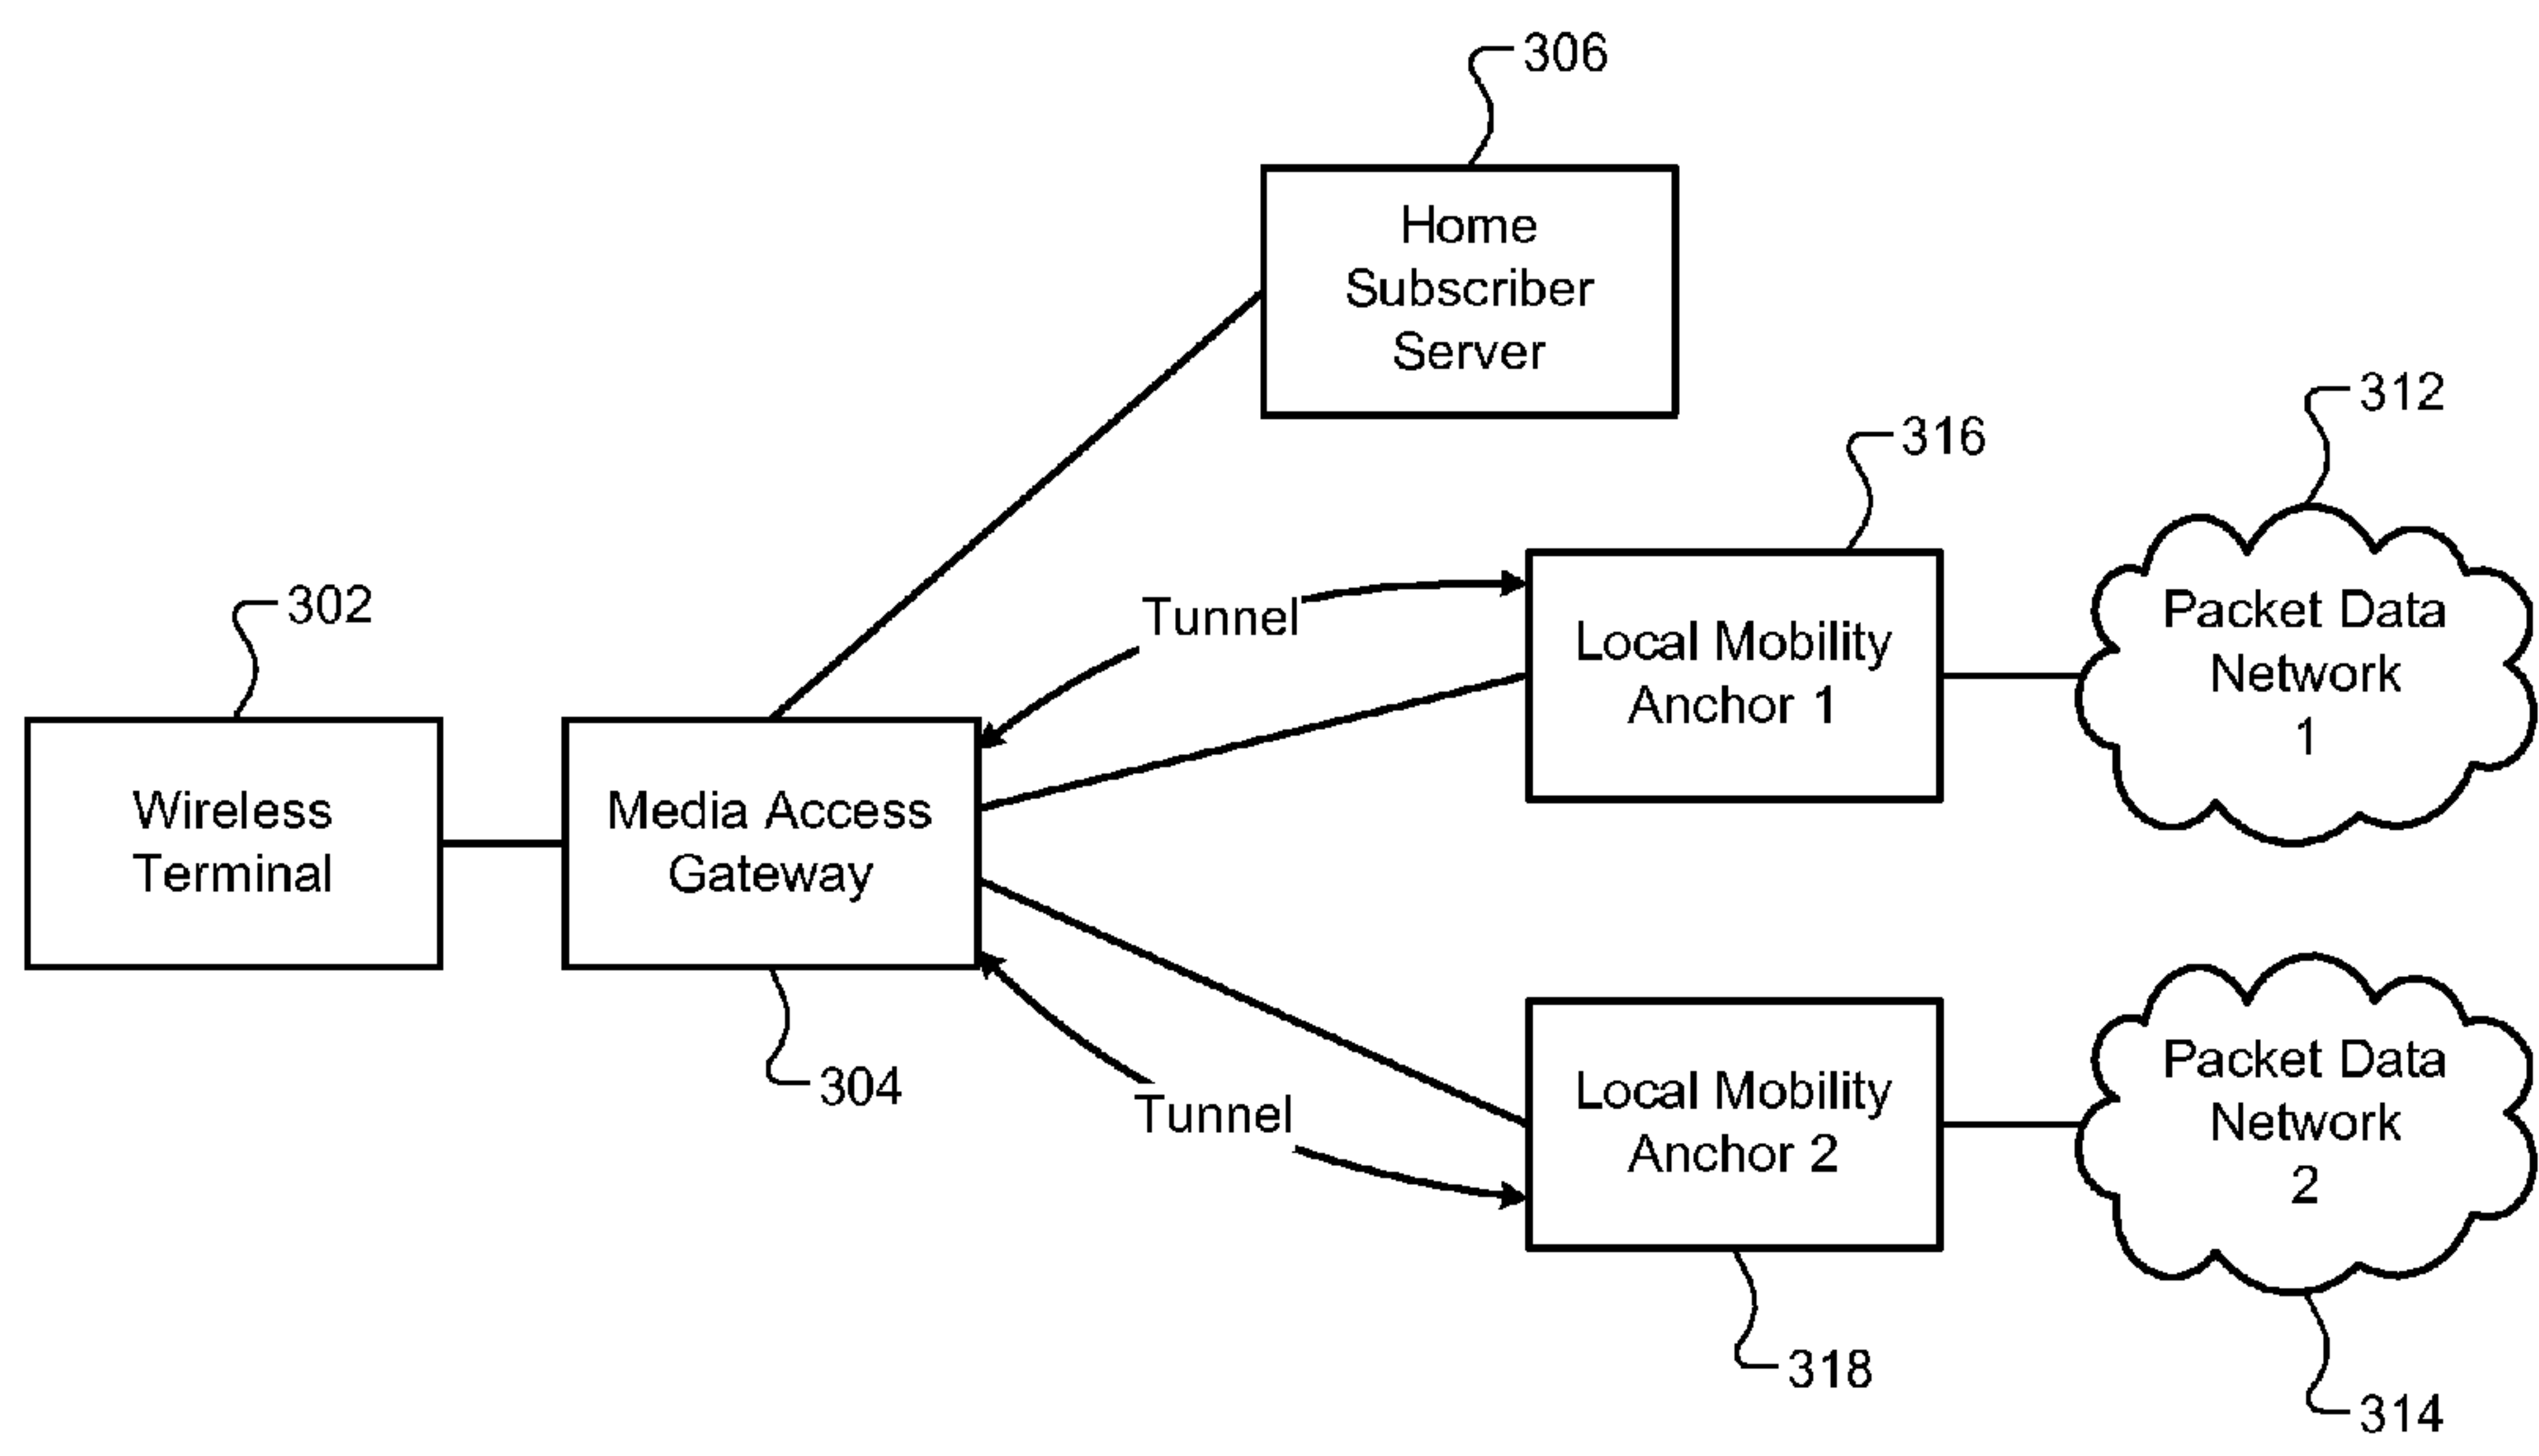 306
Home
Subscriber
Server
312
316
302
Tunnel
Local Mobility
Anchor 1
Packet Data
Network
1
Wireless
Terminal
Media Access
Gateway
304
Tunnel
Local Mobility
Anchor 2
Packet Data
Network
2
318
314